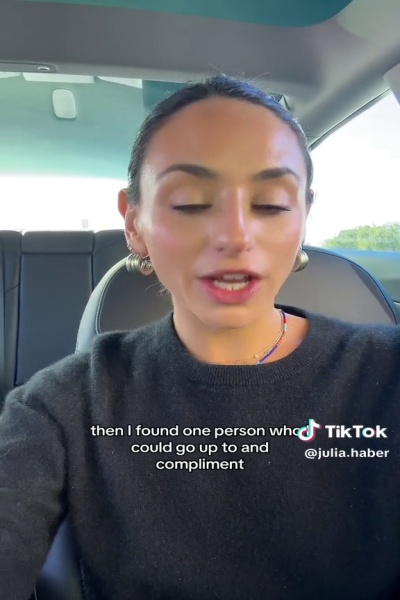 then I found one person who
could go up to and
compliment
TikTok
@julia.haber